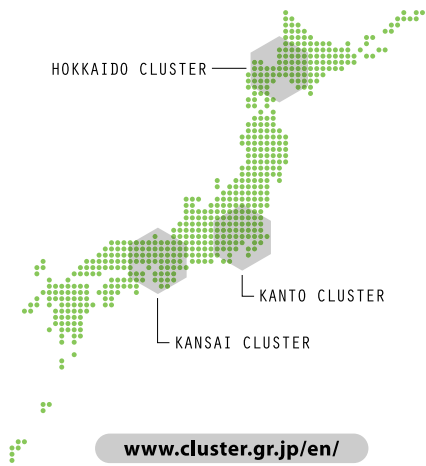 HOKKAIDO CLUSTER
KANTO CLUSTER
KANSAI CLUSTER
www.cluster.gr.jp/en/